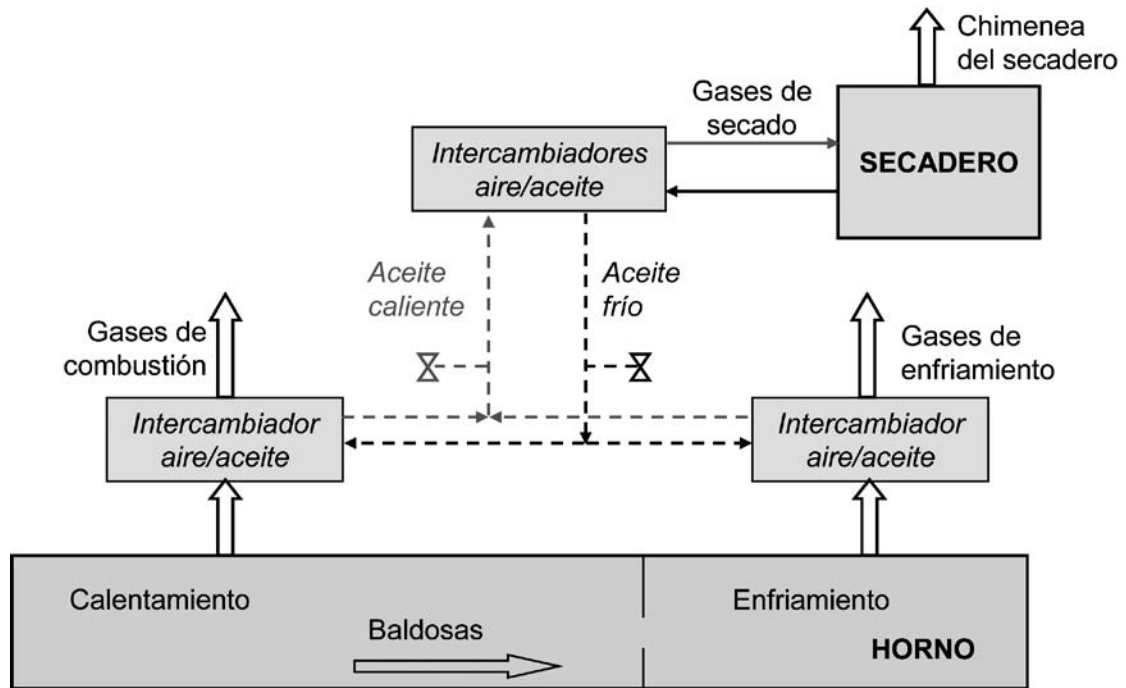 Chimenea
del secadero
Gases de
secado
Intercambiadores
aire/aceite
SECADERO
Aceite
caliente
Aceite
frío
Gases de
combustión
Gases de
enfriamiento
Intercambiador
aire/aceite
Intercambiador
aire/aceite
Calentamiento
Enfriamiento
Baldosas
HORNO